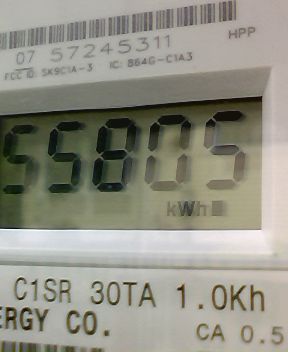 07 57245311
HPP
FCC ID: SK9C1A-3 IC: 864G-C1A3
55805
kWh
C1SR 30TA 1.0Kh
ERGY CO.
CA 0.5